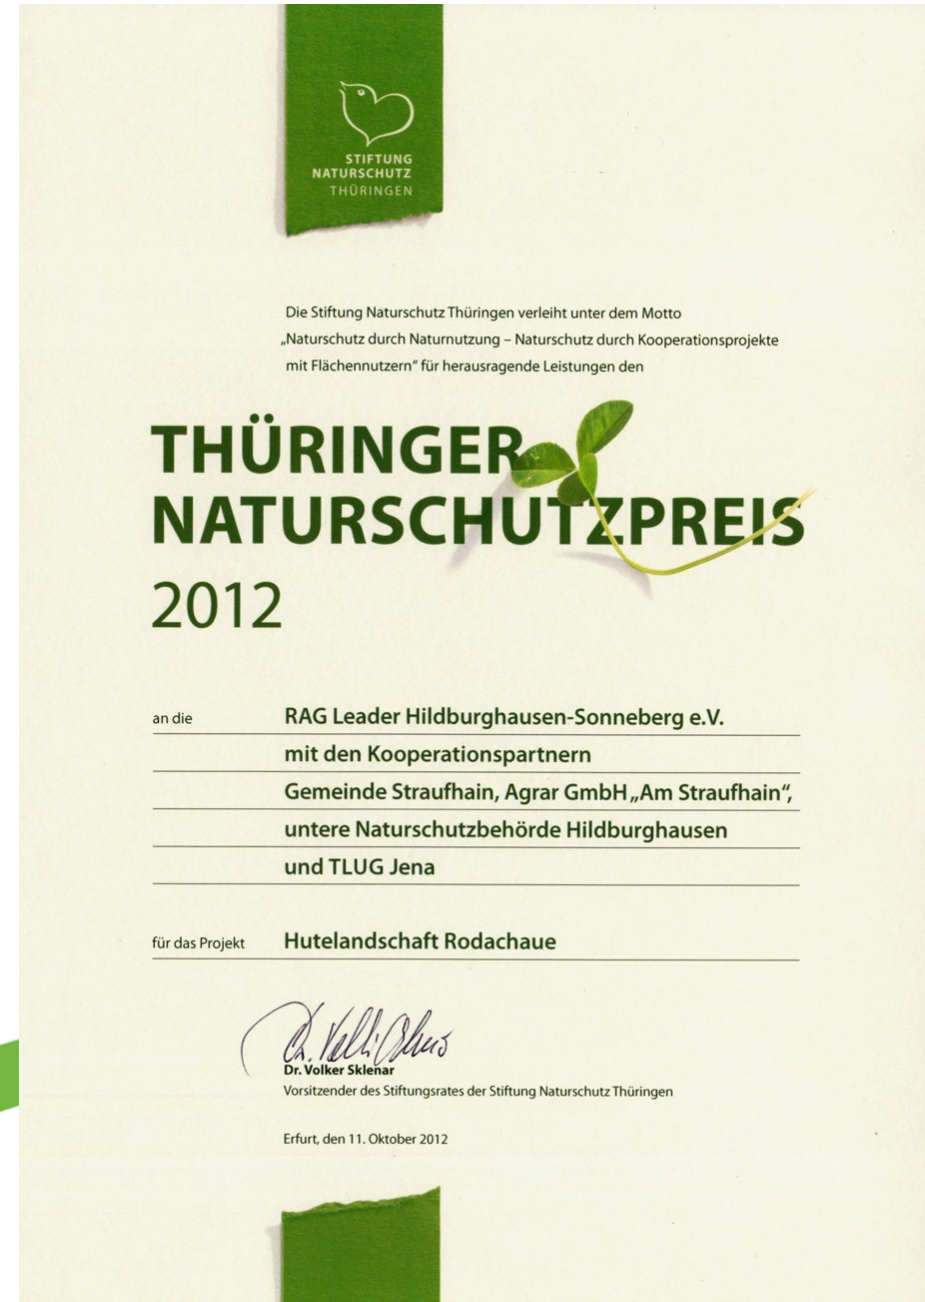 STIFTUNG
NATURSCHUTZ
THÜRINGEN
Die Stiftung Naturschutz Thüringen verleiht unter dem Motto
„Naturschutz durch Naturnutzung – Naturschutz durch Kooperationsprojekte
mit Flächennutzern“ für herausragende Leistungen den
THÜRINGER
NATURSCHUTZPREIS
2012
an die RAG Leader Hildburghausen-Sonneberg e.V.
mit den Kooperationspartnern
Gemeinde Straufhain, Agrar GmbH „Am Straufhain“,
untere Naturschutzbehörde Hildburghausen
und TLUG Jena
für das Projekt Hutelandschaft Rodachaue
Dr. Volker Sklenar
Vorsitzender des Stiftungsrates der Stiftung Naturschutz Thüringen
Erfurt, den 11. Oktober 2012